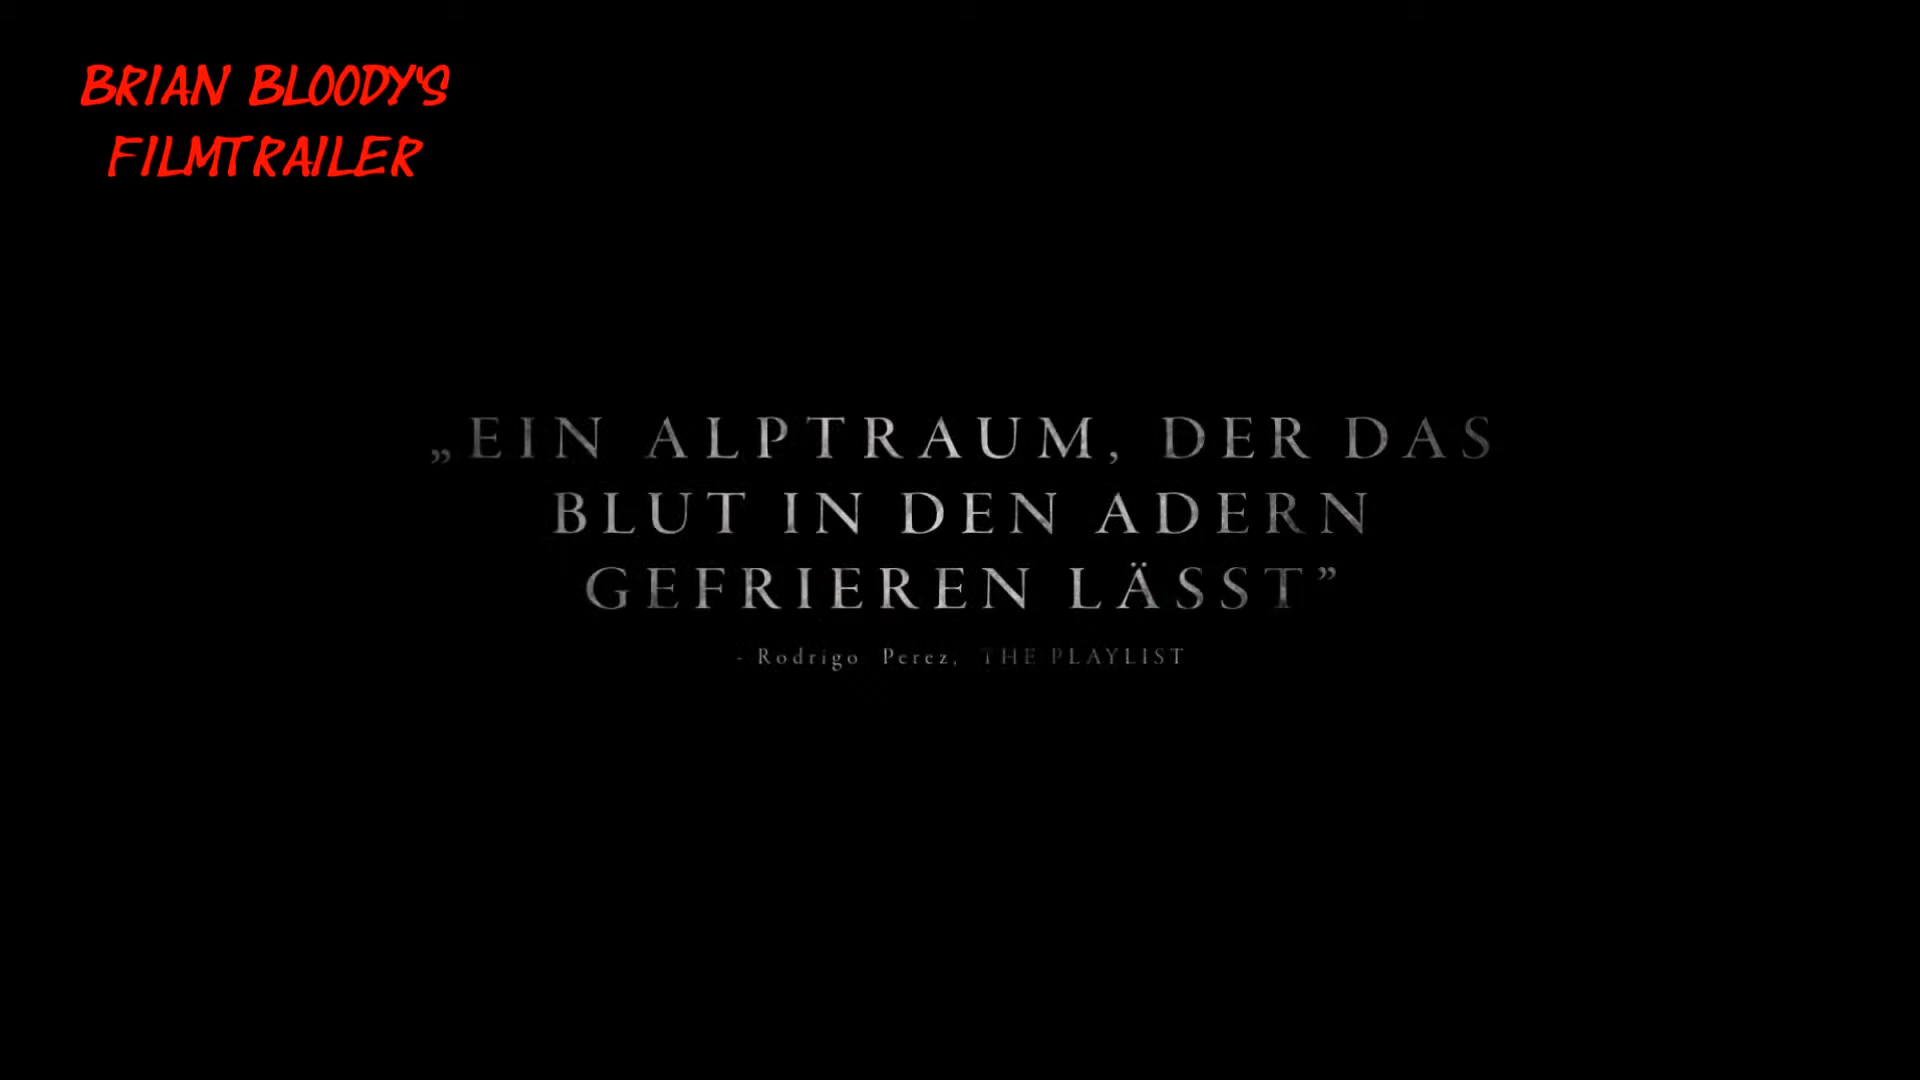 BRIAN BLOODY'S
FILMTRAILER
„EIN ALPTRAUM, DER DAS
BLUT IN DEN ADERN
GEFRIEREN LÄSST”
- Rodrigo Perez, THE PLAYLIST